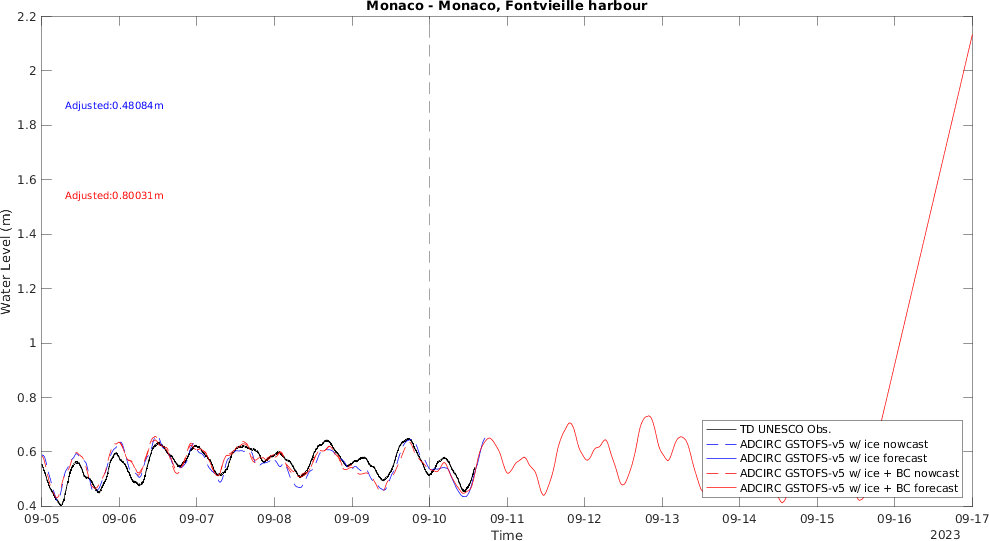 Monaco - Monaco, Fontvieille harbour
2.2
2
1.8
1.6
1.4
1.2
1
0.8
0.6
0.4
Water Level (m)
Adjusted:0.48084m
Adjusted:0.80031m
TD UNESCO Obs.
ADCIRC GSTOFS-v5 w/ ice nowcast
ADCIRC GSTOFS-v5 w/ ice forecast
ADCIRC GSTOFS-v5 w/ ice + BC nowcast
ADCIRC GSTOFS-v5 w/ ice + BC forecast
09-05 09-06 09-07 09-08 09-09 09-10 09-11 09-12 09-13 09-14 09-15 09-16 09-17
Time
2023